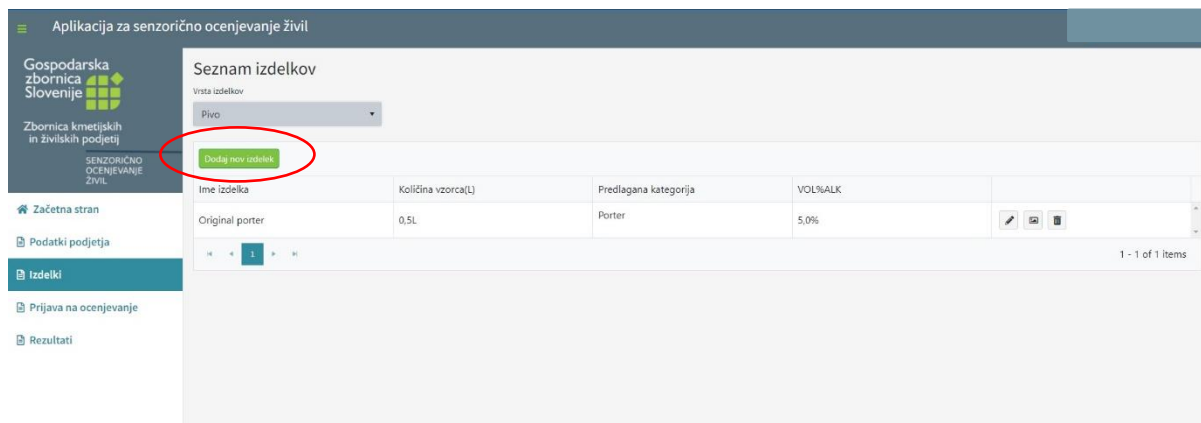 Aplikacija za senzorično ocenjevanje živil
Gospodarska
zbornica
Slovenije
Zbornica kmetijskih
in živilskih podjetij
SENZORIČNO
OCENJEVANJE
ŽIVIL
Začetna stran
Podatki podjetja
Izdelki
Prijava na ocenjevanje
Rezultati
Seznam izdelkov
Vrsta izdelkov
Pivo
Dodaj nov izdelek
Ime izdelka Količina vzorca(L) Predlagana kategorija VOL%ALK
Original porter 0,5L Porter 5,0%
1 1 - 1 of 1 items